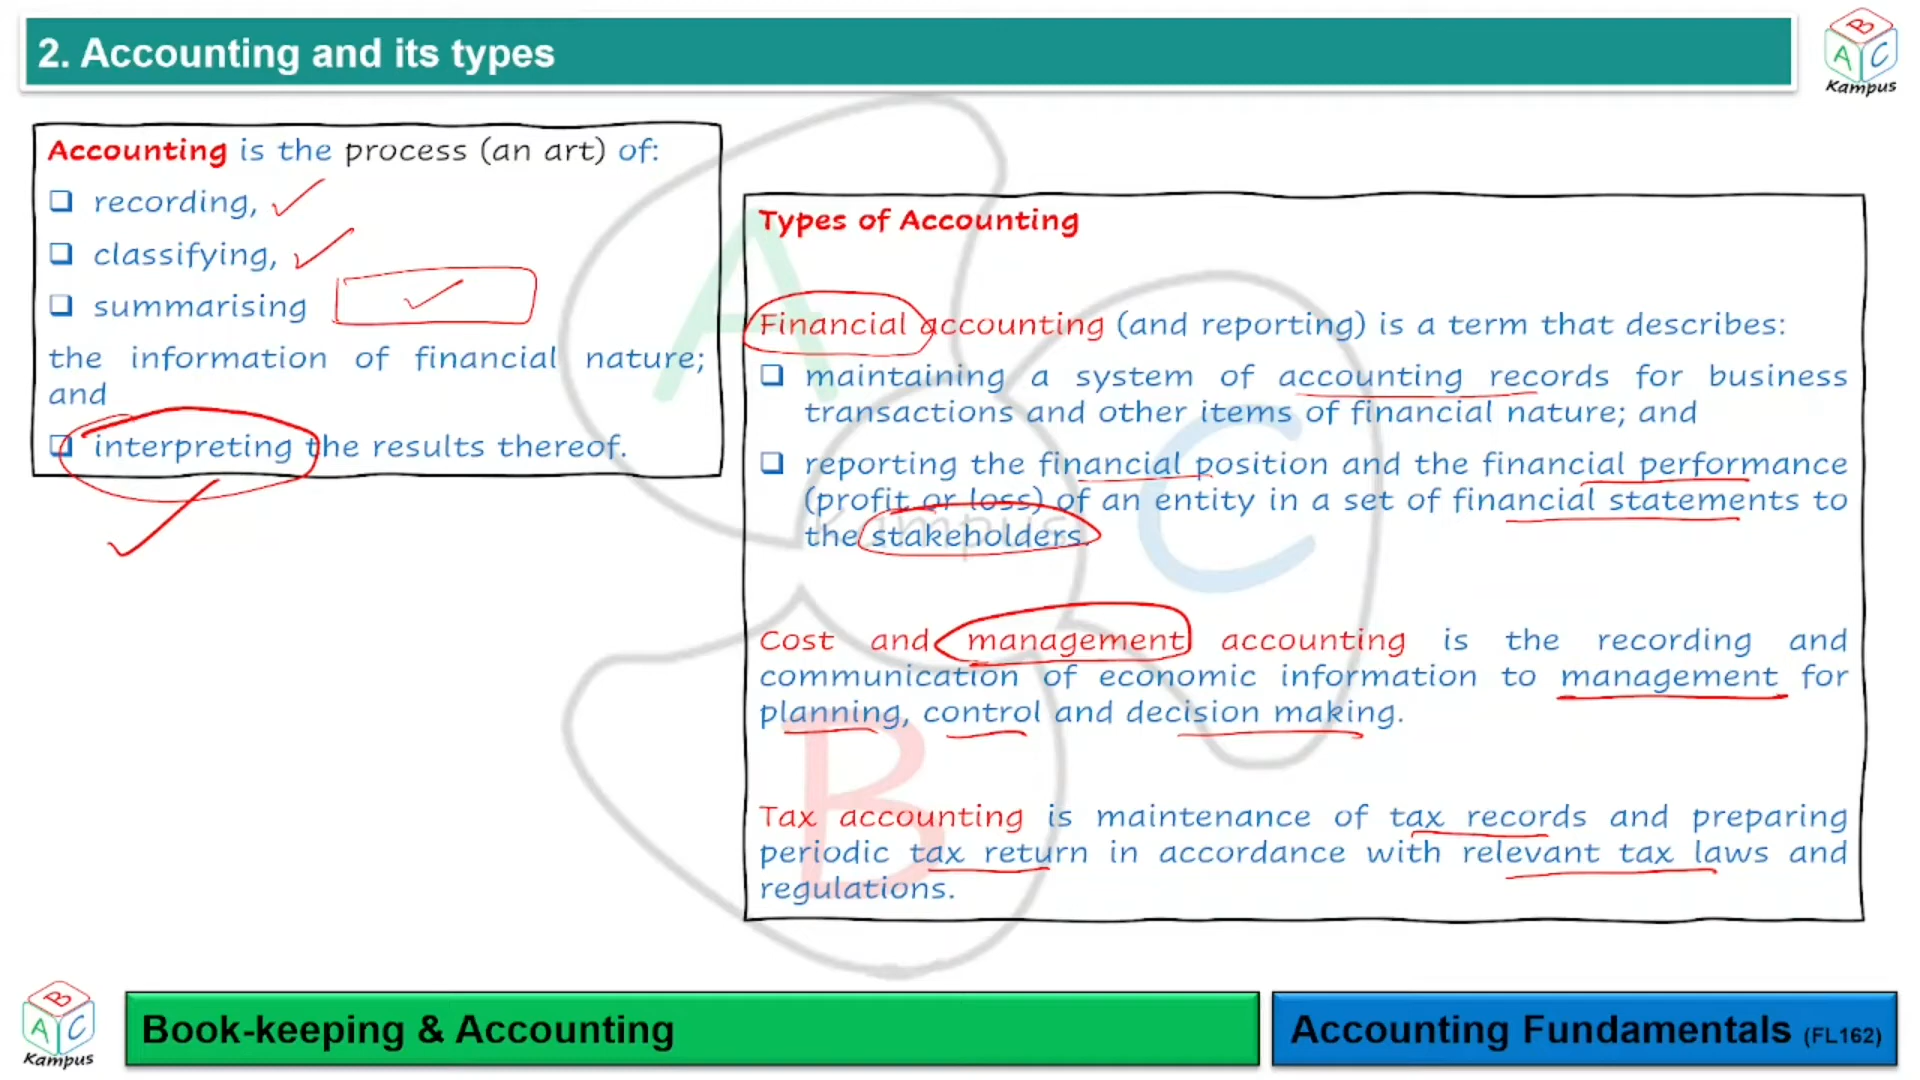 2. Accounting and its types
B
A C
Kampus
Accounting is the process (an art) of:
recording,
classifying,
summarising
the information of financial nature;
and
interpreting the results thereof.
Types of Accounting
Financial accounting (and reporting) is a term that describes:
maintaining a system of accounting records for business
transactions and other items of financial nature; and
reporting the financial position and the financial performance
(profit or loss) of an entity in a set of financial statements to
the stakeholders.
Cost and management accounting is the recording and
communication of economic information to management for
planning, control and decision making.
Tax accounting is maintenance of tax records and preparing
periodic tax return in accordance with relevant tax laws and
regulations.
A
B
C
Kampus
B
A C
Kampus
Book-keeping & Accounting
Accounting Fundamentals (FL162)